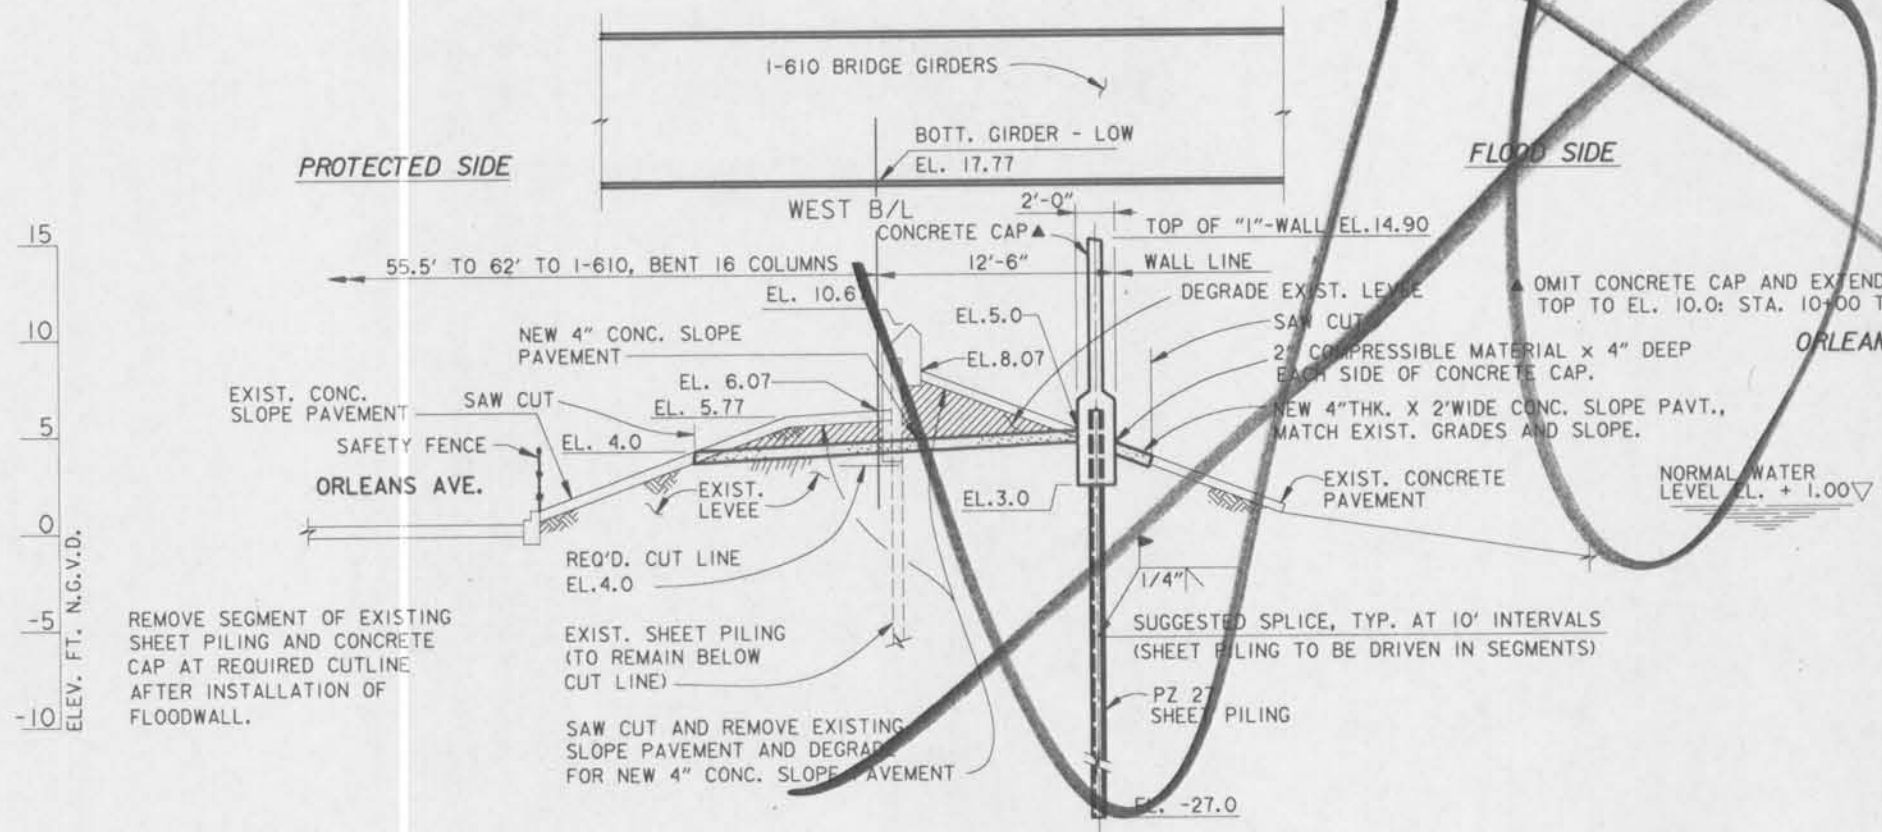 I-610 BRIDGE GIRDERS
BOTT. GIRDER - LOW
EL. 17.77
PROTECTED SIDE
FLOOD SIDE
WEST B/L
2'-0"
CONCRETE CAP▲
TOP OF "I"-WALL EL.14.90
55.5' TO 62' TO I-610, BENT 16 COLUMNS
12'-6"
WALL LINE
EL. 10.6
DEGRADE EXIST. LEVEE
▲ OMIT CONCRETE CAP AND EXTEND
TOP TO EL. 10.0: STA. 10+00 T
ORLEAN
NEW 4" CONC. SLOPE
PAVEMENT
EL.5.0
SAW CUT
EL.8.07
2" COMPRESSIBLE MATERIAL x 4" DEEP
EACH SIDE OF CONCRETE CAP.
EXIST. CONC.
SLOPE PAVEMENT
SAW CUT
EL. 6.07
EL. 5.77
NEW 4"THK. X 2'WIDE CONC. SLOPE PAVT.,
MATCH EXIST. GRADES AND SLOPE.
SAFETY FENCE
EL. 4.0
ORLEANS AVE.
EXIST.
LEVEE
EL.3.0
EXIST. CONCRETE
PAVEMENT
NORMAL WATER
LEVEL EL. + 1.00
REQ'D. CUT LINE
EL.4.0
1/4"
REMOVE SEGMENT OF EXISTING
SHEET PILING AND CONCRETE
CAP AT REQUIRED CUTLINE
AFTER INSTALLATION OF
FLOODWALL.
EXIST. SHEET PILING
(TO REMAIN BELOW
CUT LINE)
SUGGESTED SPLICE, TYP. AT 10' INTERVALS
(SHEET PILING TO BE DRIVEN IN SEGMENTS)
PZ 27
SHEET PILING
SAW CUT AND REMOVE EXISTING
SLOPE PAVEMENT AND DEGRADE
FOR NEW 4" CONC. SLOPE PAVEMENT
EL. -27.0
15
10
5
0
-5
-10
ELEV. FT. N.G.V.D.